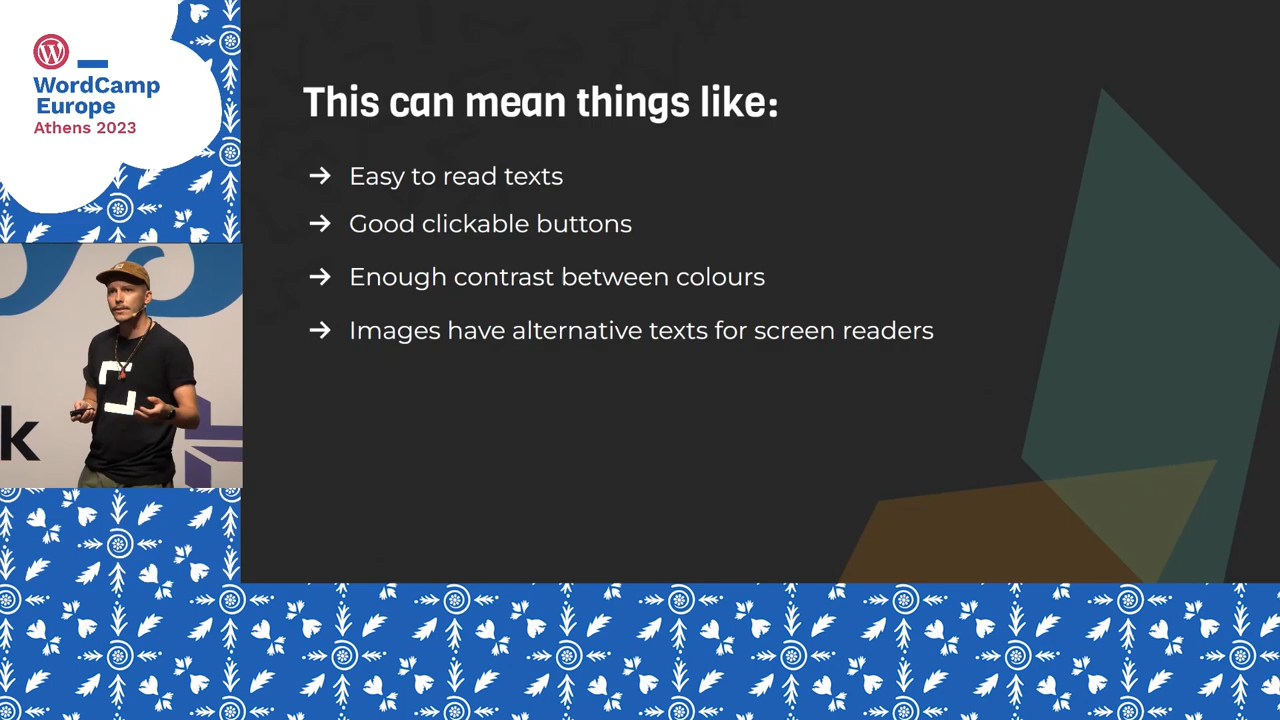 WordCamp
Europe
Athens 2023
This can mean things like:
→ Easy to read texts
→ Good clickable buttons
→ Enough contrast between colours
→ Images have alternative texts for screen readers
k